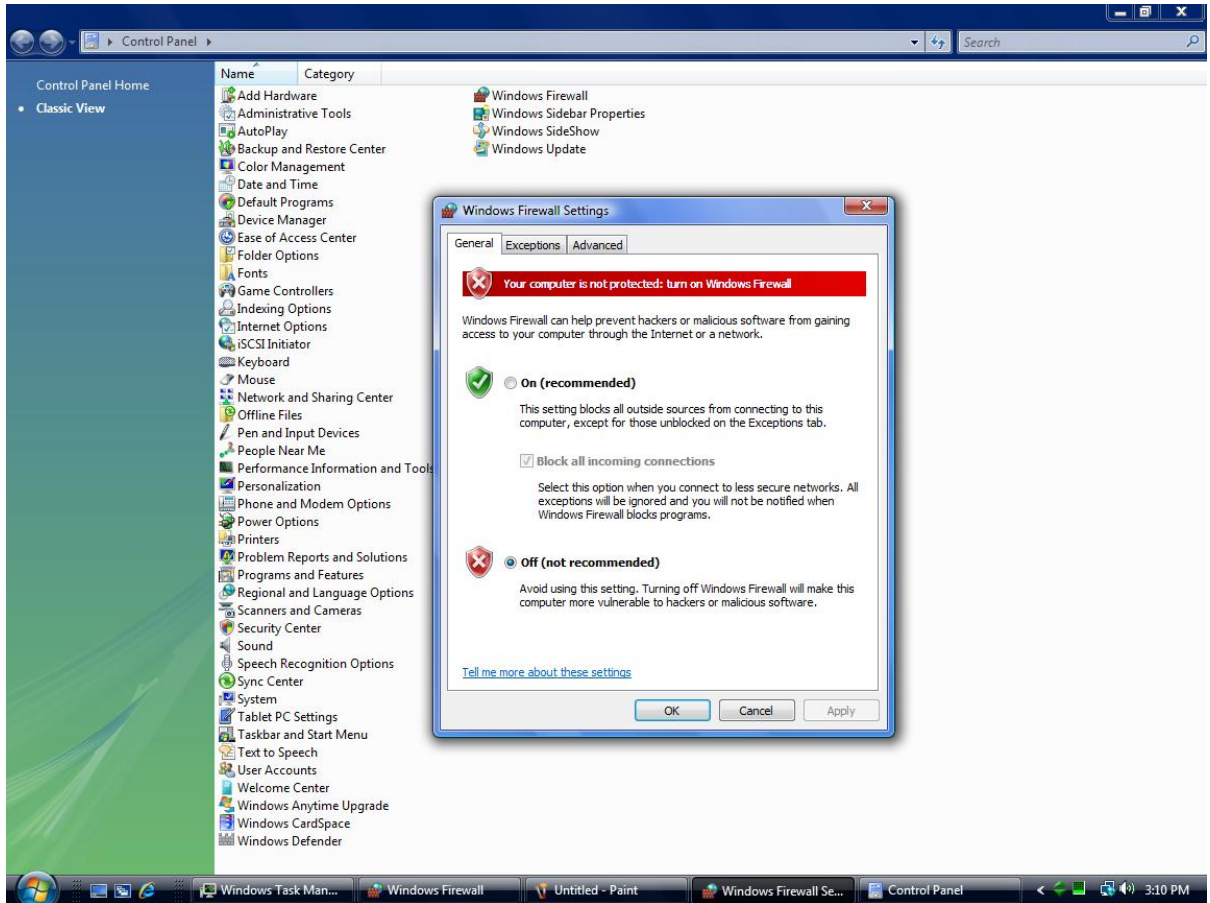 Control Panel
Search
Control Panel Home
Classic View
Name Category
Add Hardware
Administrative Tools
AutoPlay
Backup and Restore Center
Color Management
Date and Time
Default Programs
Device Manager
Ease of Access Center
Folder Options
Fonts
Game Controllers
Indexing Options
Internet Options
iSCSI Initiator
Keyboard
Mouse
Network and Sharing Center
Offline Files
Pen and Input Devices
People Near Me
Performance Information and Tools
Personalization
Phone and Modem Options
Power Options
Printers
Problem Reports and Solutions
Programs and Features
Regional and Language Options
Scanners and Cameras
Security Center
Sound
Speech Recognition Options
Sync Center
System
Tablet PC Settings
Taskbar and Start Menu
Text to Speech
User Accounts
Welcome Center
Windows Anytime Upgrade
Windows CardSpace
Windows Defender
Windows Firewall
Windows Sidebar Properties
Windows SideShow
Windows Update
Windows Firewall Settings
General Exceptions Advanced
Your computer is not protected: turn on Windows Firewall
Windows Firewall can help prevent hackers or malicious software from gaining
access to your computer through the Internet or a network.
On (recommended)
This setting blocks all outside sources from connecting to this
computer, except for those unblocked on the Exceptions tab.
Block all incoming connections
Select this option when you connect to less secure networks. All
exceptions will be ignored and you will not be notified when
Windows Firewall blocks programs.
Off (not recommended)
Avoid using this setting. Turning off Windows Firewall will make this
computer more vulnerable to hackers or malicious software.
Tell me more about these settings
OK Cancel Apply
Windows Task Man... Windows Firewall Untitled - Paint Windows Firewall Se... Control Panel 3:10 PM